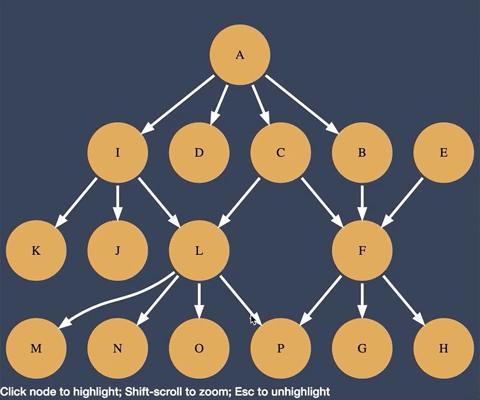 A
I D C B E
K J L F
M N O P G H
Click node to highlight; Shift-scroll to zoom; Esc to unhighlight